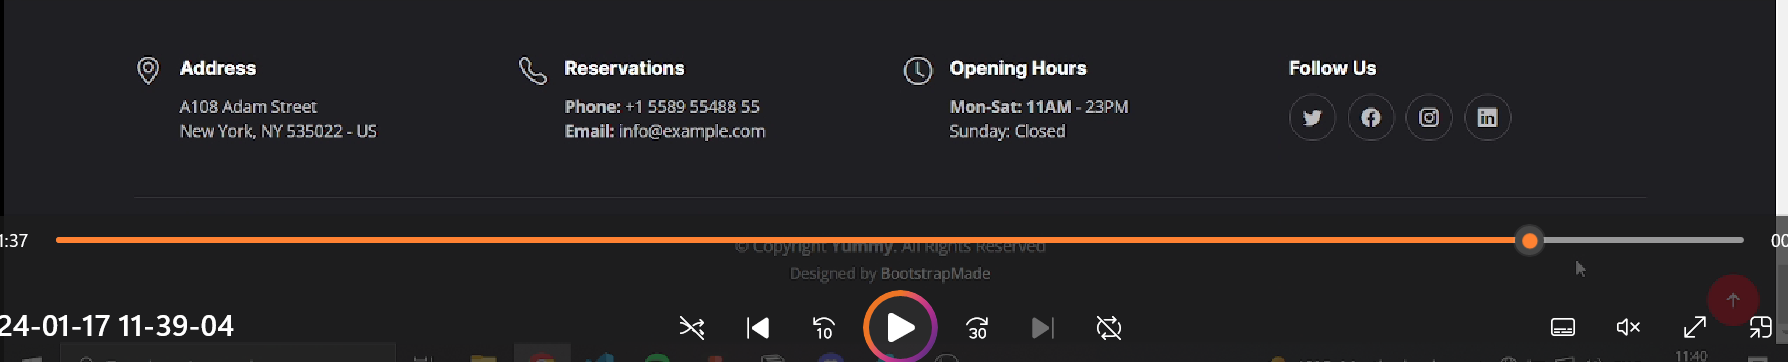 Address
A108 Adam Street
New York, NY 535022 - US
Reservations
Phone: +1 5589 55488 55
Email: info@example.com
Opening Hours
Mon-Sat: 11AM - 23PM
Sunday: Closed
Follow Us
in
1:37
00
© Copyright Yummy. All Rights Reserved
Designed by BootstrapMade
24-01-17 11-39-04
10
30
11:40